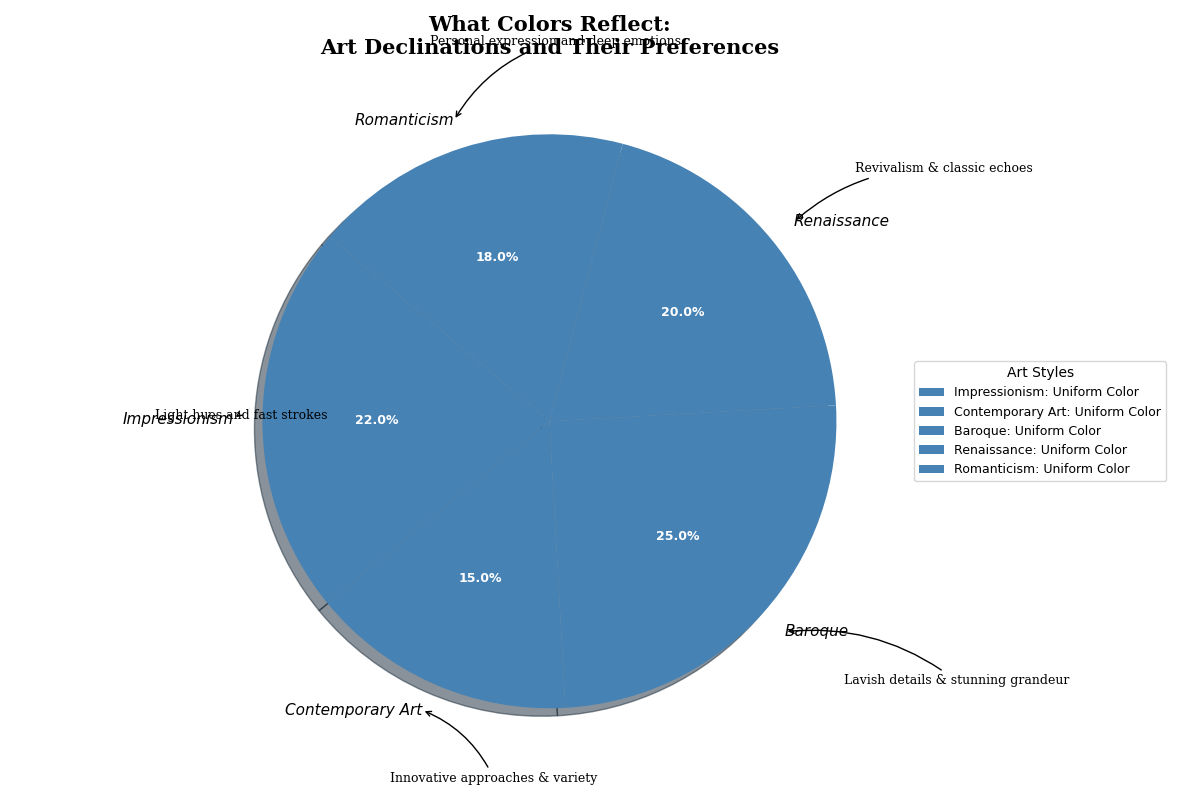 What Colors Reflect:
Art Declinations and Their Preferences
Personal expression and deep emotions
Romanticism
Revivalism & classic echoes
Renaissance
18.0%
20.0%
Art Styles
Impressionism: Uniform Color
Contemporary Art: Uniform Color
Baroque: Uniform Color
Renaissance: Uniform Color
Romanticism: Uniform Color
Impressionism
Light hues and fast strokes
22.0%
25.0%
15.0%
Baroque
Lavish details & stunning grandeur
Contemporary Art
Innovative approaches & variety